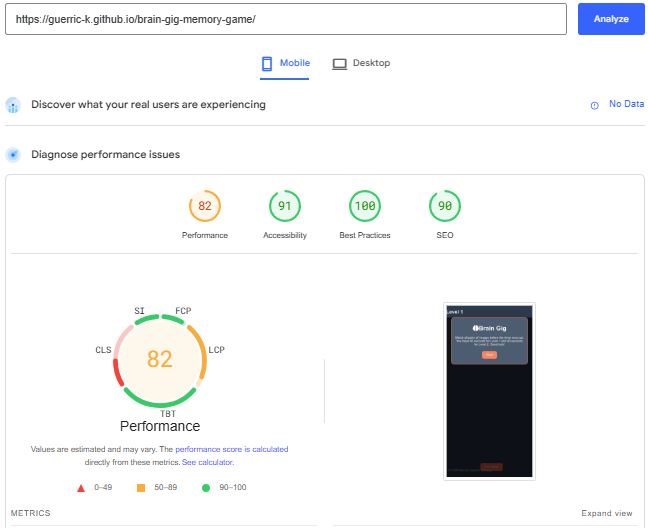 https://guerric-k.github.io/brain-gig-memory-game/
Analyze
Mobile
Desktop
Discover what your real users are experiencing
No Data
Diagnose performance issues
82
91
100
90
Performance
Accessibility
Best Practices
SEO
SI
FCP
CLS
LCP
82
TBT
Performance
Values are estimated and may vary. The performance score is calculated
directly from these metrics. See calculator.
0–49
50–89
90–100
Level 1
Brain Gig
METRICS
Expand view